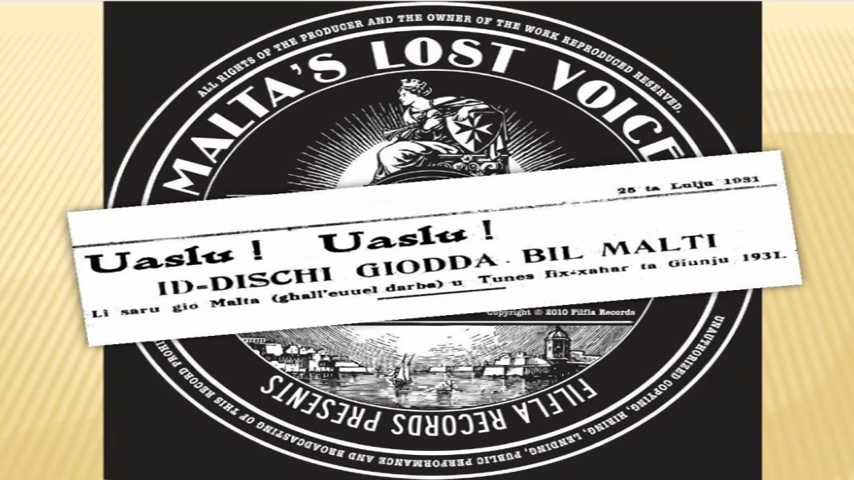 ALL RIGHTS OF THE PRODUCER AND THE OWNER OF THE WORK REPRODUCED RESERVED.
MALTA'S LOST VOICE
25 ta Lulju 1931
Uaslu ! Uaslu !
ID-DISCHI GIODDA BIL MALTI
Li saru gio Malta (ghall'euuel darba) u Tunes fix-xahar ta Giunju 1931.
Copyright © 2010 Filfla Records
FILFLA RECORDS PRESENTS
UNAUTHORIZED COPYING, HIRING, LENDING, PUBLIC PERFORMANCE AND BROADCASTING OF THIS RECORD